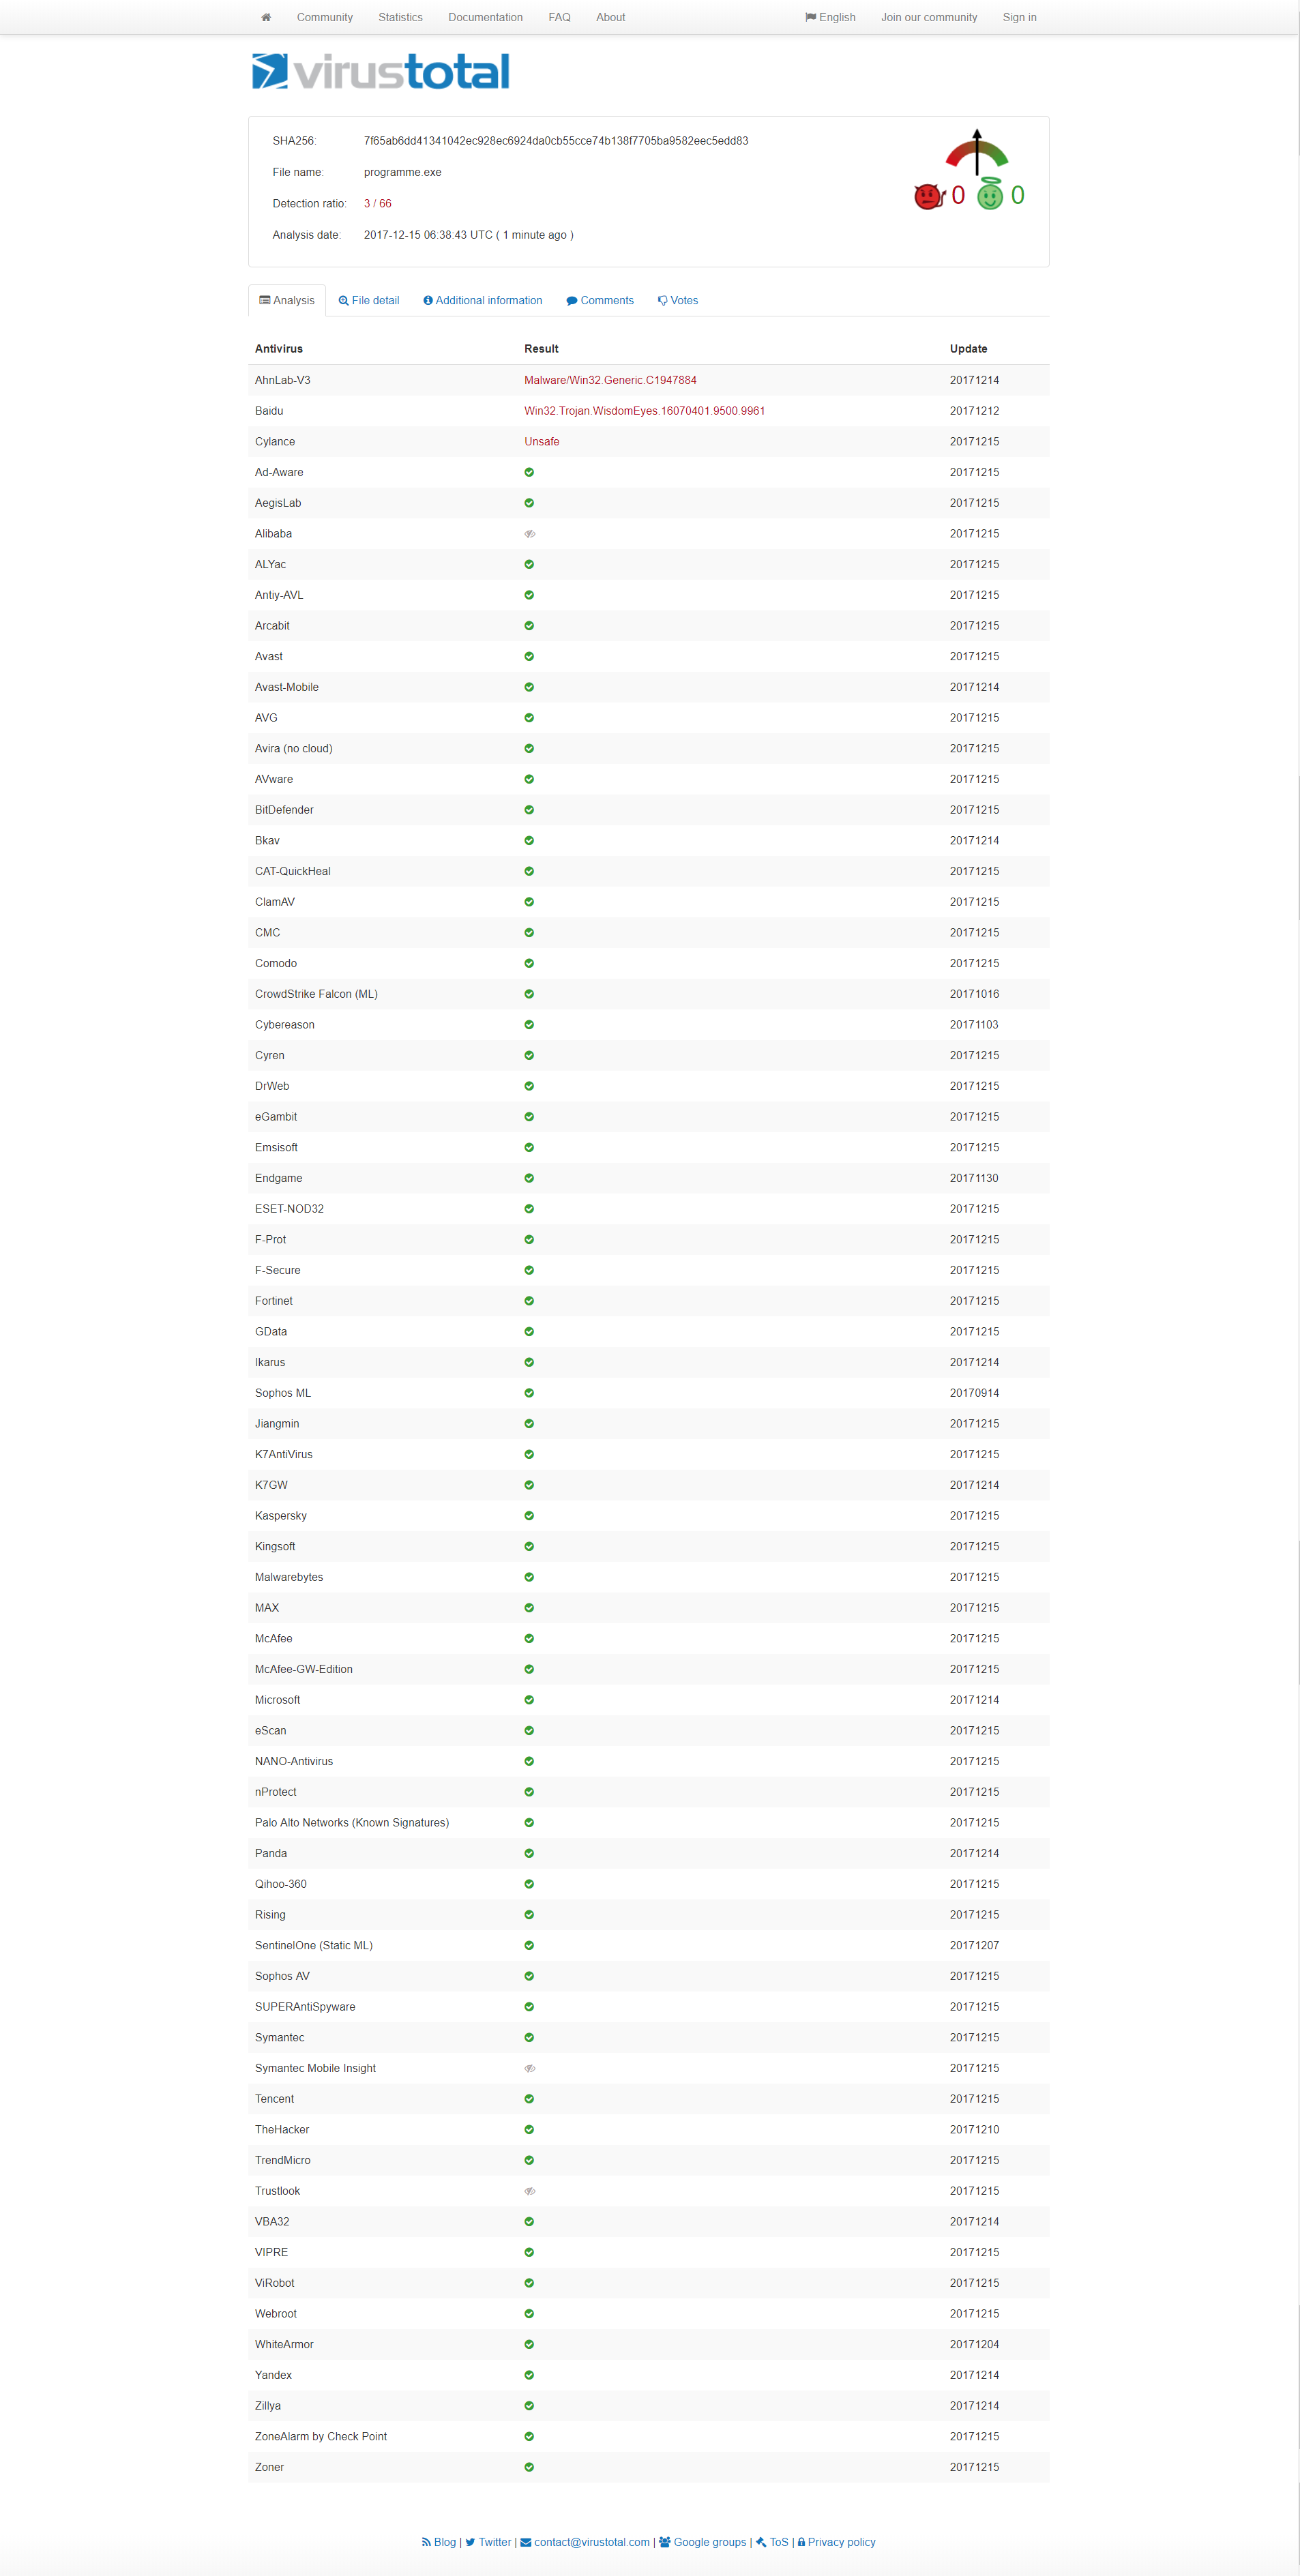 Community Statistics Documentation FAQ About English Join our community Sign in
virustotal
SHA256: 7f65ab6dd41341042ec928ec6924da0cb55cce74b138f7705ba9582eec5edd83
File name: programme.exe
Detection ratio: 3 / 66
Analysis date: 2017-12-15 06:38:43 UTC ( 1 minute ago )
0 0
Analysis File detail Additional information Comments Votes
Antivirus Result Update
AhnLab-V3 Malware/Win32.Generic.C1947884 20171214
Baidu Win32.Trojan.WisdomEyes.16070401.9500.9961 20171212
Cylance Unsafe 20171215
Ad-Aware 20171215
AegisLab 20171215
Alibaba 20171215
ALYac 20171215
Antiy-AVL 20171215
Arcabit 20171215
Avast 20171215
Avast-Mobile 20171214
AVG 20171215
Avira (no cloud) 20171215
AVware 20171215
BitDefender 20171215
Bkav 20171214
CAT-QuickHeal 20171215
ClamAV 20171215
CMC 20171215
Comodo 20171215
CrowdStrike Falcon (ML) 20171016
Cybereason 20171103
Cyren 20171215
DrWeb 20171215
eGambit 20171215
Emsisoft 20171215
Endgame 20171130
ESET-NOD32 20171215
F-Prot 20171215
F-Secure 20171215
Fortinet 20171215
GData 20171215
Ikarus 20171214
Sophos ML 20170914
Jiangmin 20171215
K7AntiVirus 20171215
K7GW 20171214
Kaspersky 20171215
Kingsoft 20171215
Malwarebytes 20171215
MAX 20171215
McAfee 20171215
McAfee-GW-Edition 20171215
Microsoft 20171214
eScan 20171215
NANO-Antivirus 20171215
nProtect 20171215
Palo Alto Networks (Known Signatures) 20171215
Panda 20171214
Qihoo-360 20171215
Rising 20171215
SentinelOne (Static ML) 20171207
Sophos AV 20171215
SUPERAntiSpyware 20171215
Symantec 20171215
Symantec Mobile Insight 20171215
Tencent 20171215
TheHacker 20171210
TrendMicro 20171215
Trustlook 20171215
VBA32 20171214
VIPRE 20171215
ViRobot 20171215
Webroot 20171215
WhiteArmor 20171204
Yandex 20171214
Zillya 20171214
ZoneAlarm by Check Point 20171215
Zoner 20171215
Blog | Twitter | contact@virustotal.com | Google groups | ToS | Privacy policy